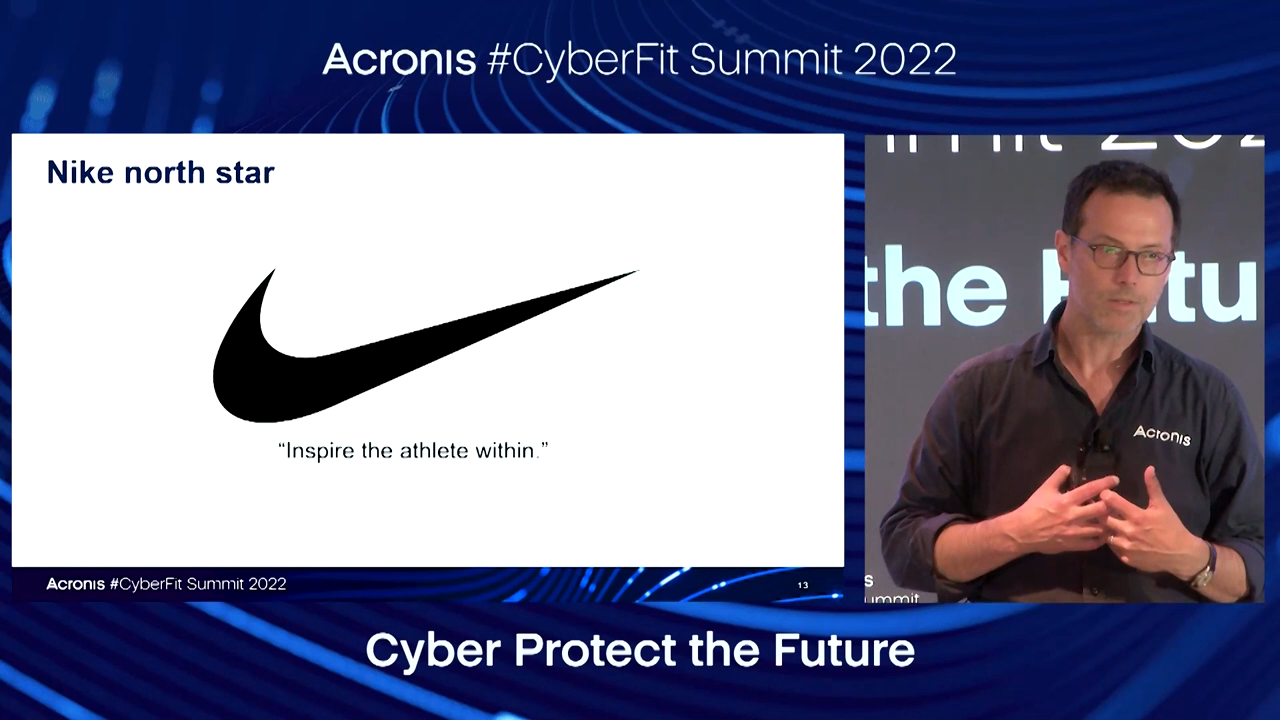 Acronis #CyberFit Summit 2022
Nike north star
“Inspire the athlete within.”
Acronis #CyberFit Summit 2022
13
the Futu
Acronis
Cyber Protect the Future